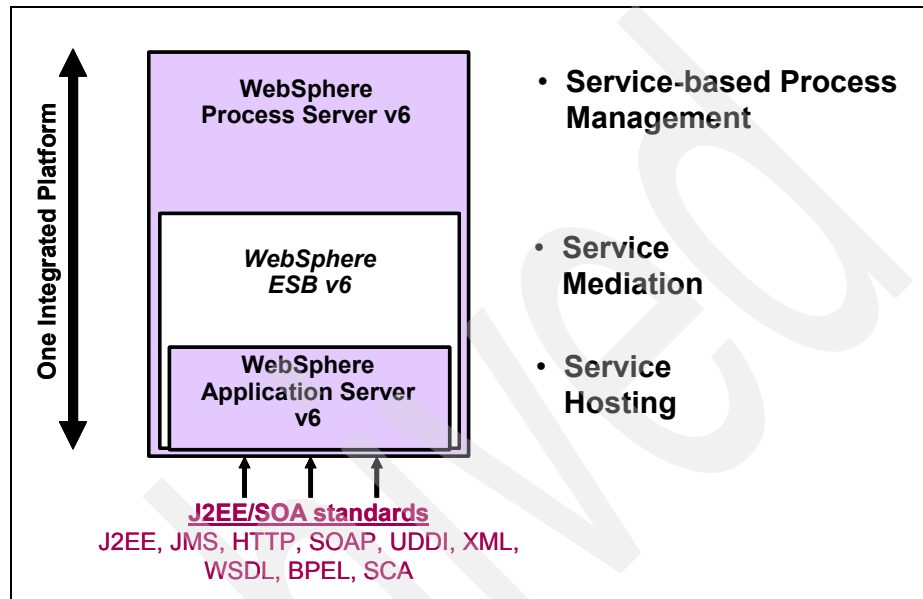 One Integrated Platform
WebSphere
Process Server v6
WebSphere
ESB v6
WebSphere
Application Server
v6
• Service-based Process
Management
• Service
Mediation
• Service
Hosting
J2EE/SOA standards
J2EE, JMS, HTTP, SOAP, UDDI, XML,
WSDL, BPEL, SCA